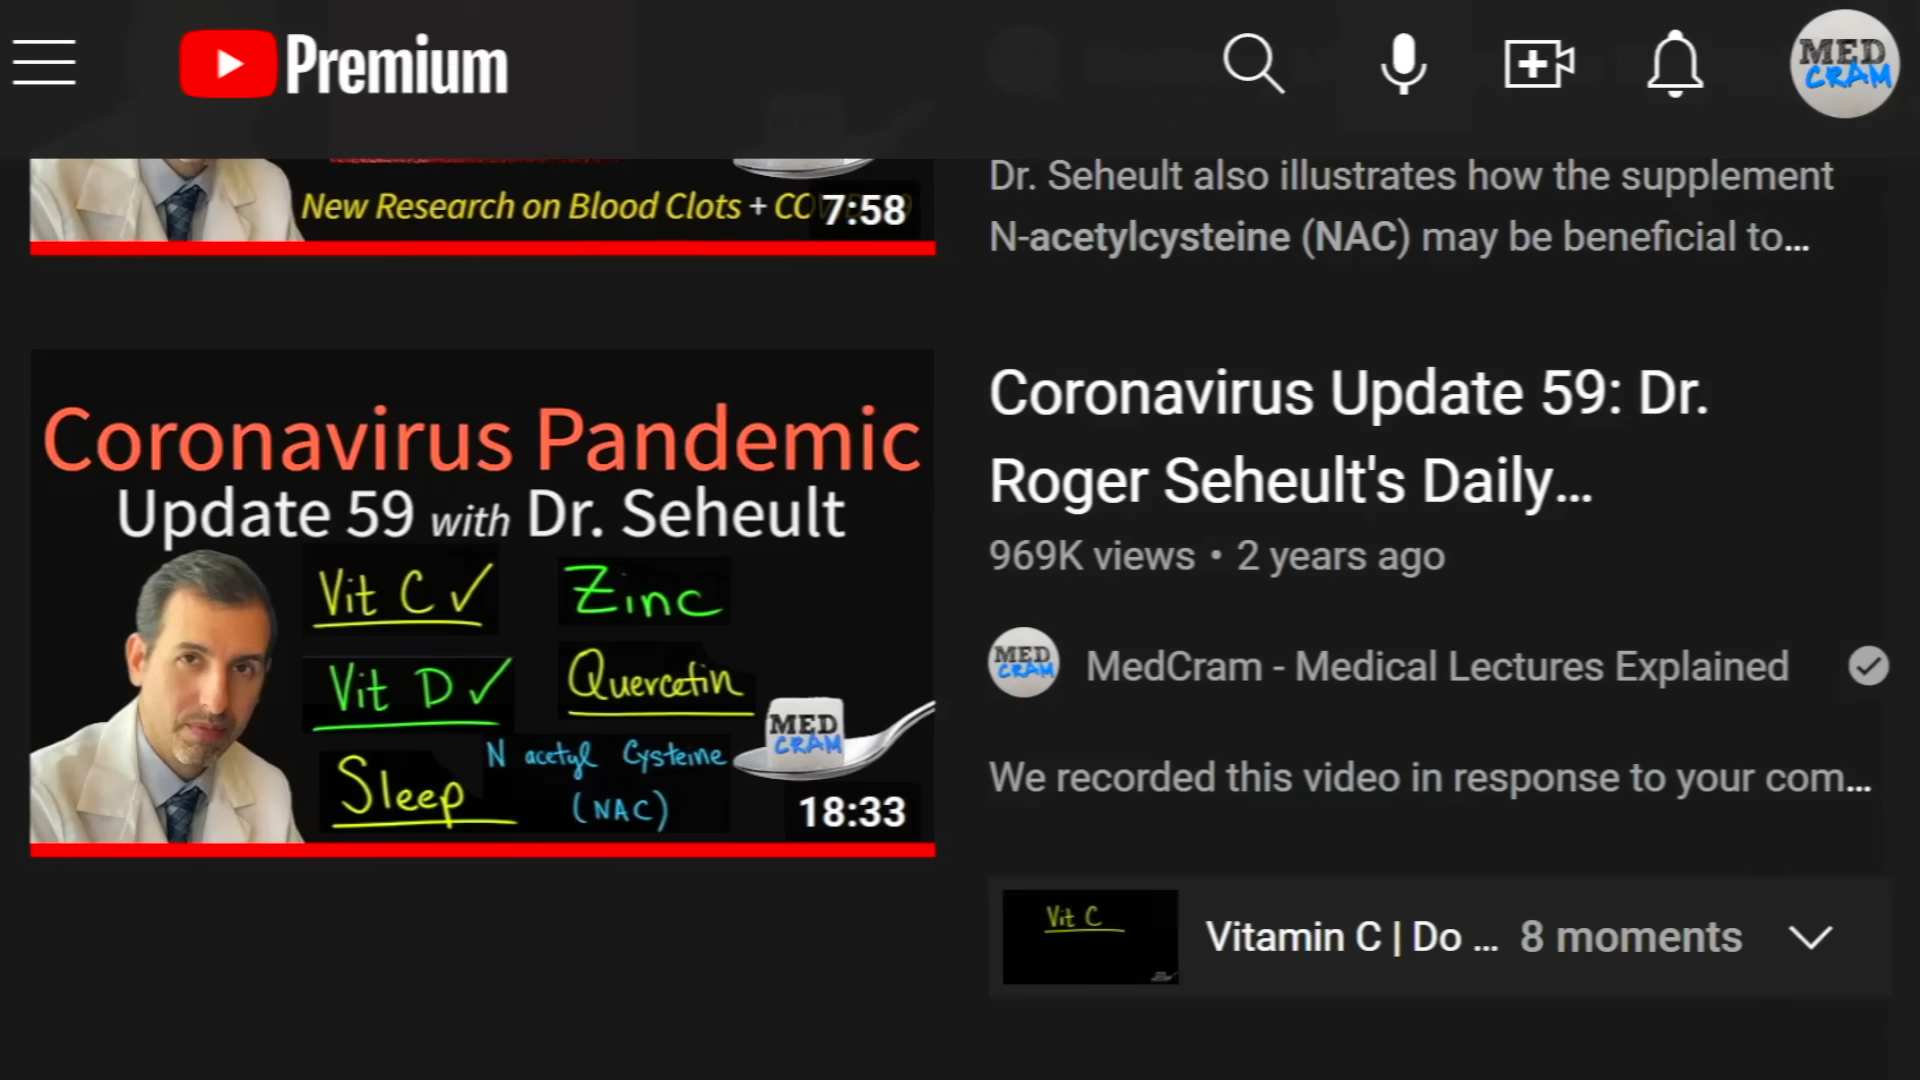 Premium
MED
CRAM
New Research on Blood Clots + CO
7:58
Dr. Seheult also illustrates how the supplement
N-acetylcysteine (NAC) may be beneficial to...
Coronavirus Pandemic
Update 59 with Dr. Seheult
Vit C ✓
Zinc
Vit D ✓
Quercetin
Sleep
N acetyl Cysteine
(NAC)
MED
CRAM
18:33
Coronavirus Update 59: Dr.
Roger Seheult's Daily...
969K views • 2 years ago
MED
CRAM
MedCram - Medical Lectures Explained
We recorded this video in response to your com...
Vit C
Vitamin C | Do ... 8 moments